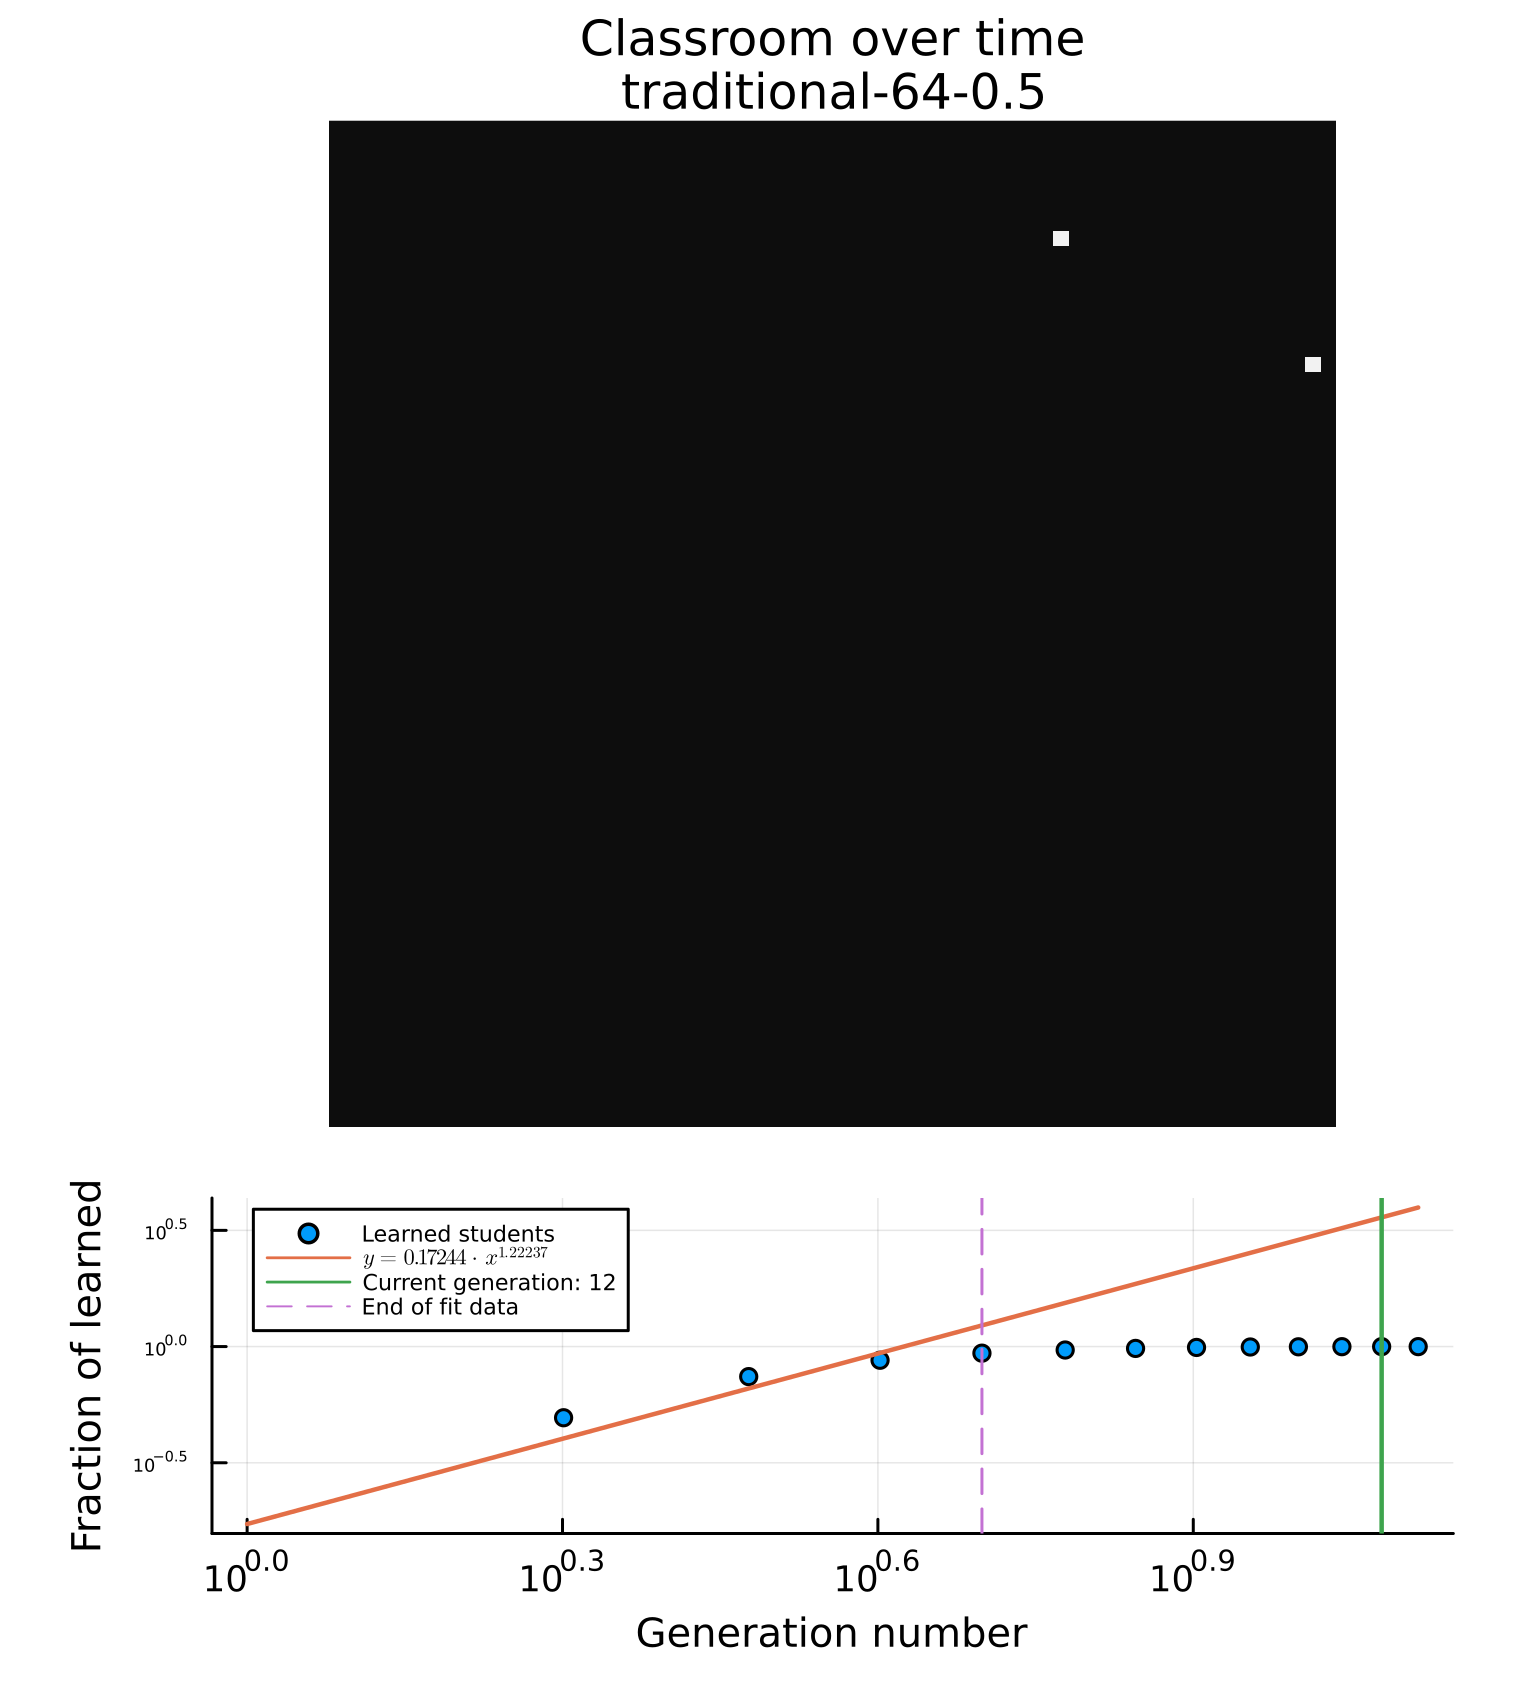 Classroom over time
traditional-64-0.5
Fraction of learned
10^0.5
10^0.0
10^−0.5
Learned students
y = 0.17244 · x^1.22237
Current generation: 12
End of fit data
10^0.0 10^0.3 10^0.6 10^0.9
Generation number